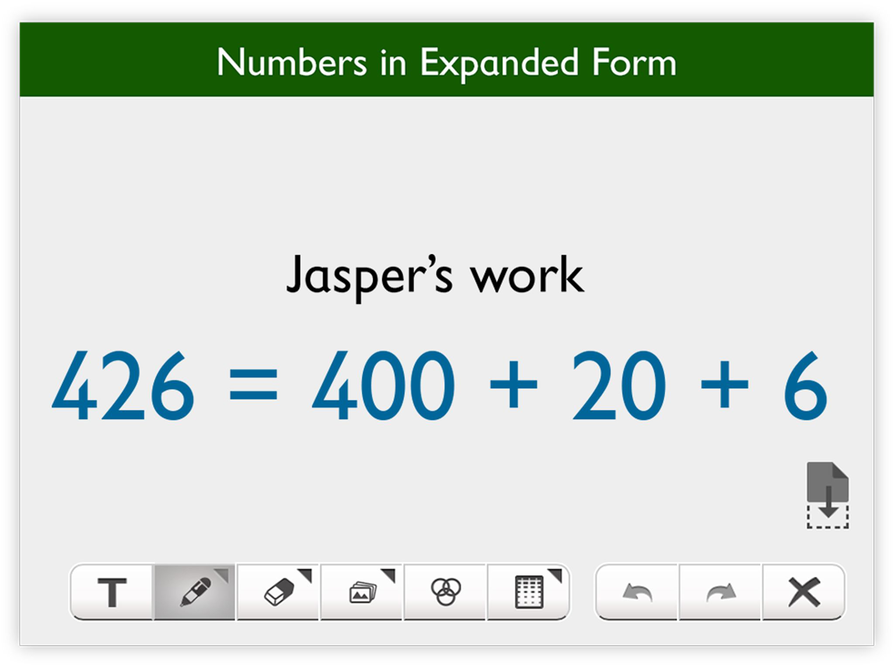 Numbers in Expanded Form
Jasper’s work
426 = 400 + 20 + 6
T